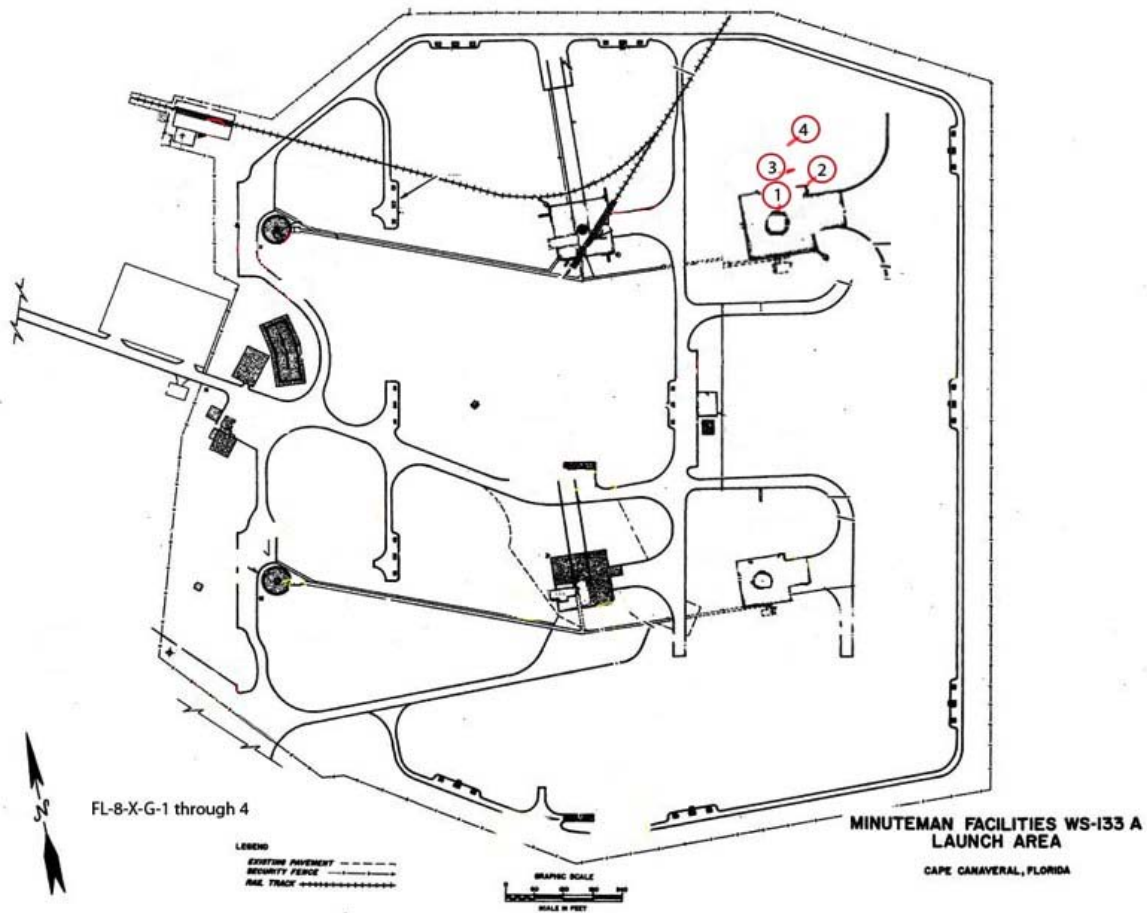 4
3
2
1
N
FL-8-X-G-1 through 4
LEGEND
EXISTING PAVEMENT
SECURITY FENCE
RAIL TRACK
GRAPHIC SCALE
0
SCALE IN FEET
MINUTEMAN FACILITIES WS-133 A
LAUNCH AREA
CAPE CANAVERAL, FLORIDA